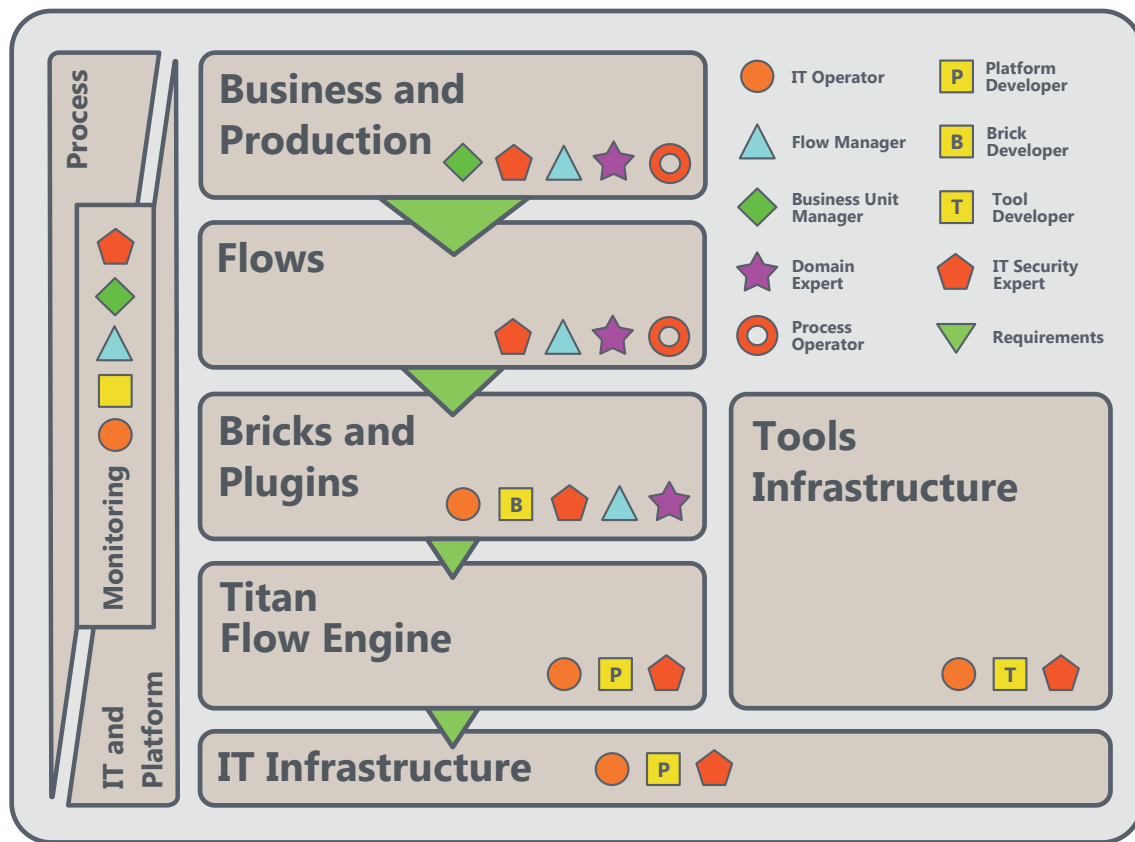 Process
Monitoring
IT and
Platform
Business and
Production
Flows
Bricks and
Plugins
B
Titan
Flow Engine
P
IT Infrastructure
P
Tools
Infrastructure
T
IT Operator
Flow Manager
Business Unit
Manager
Domain
Expert
Process
Operator
P
Platform
Developer
B
Brick
Developer
T
Tool
Developer
IT Security
Expert
Requirements